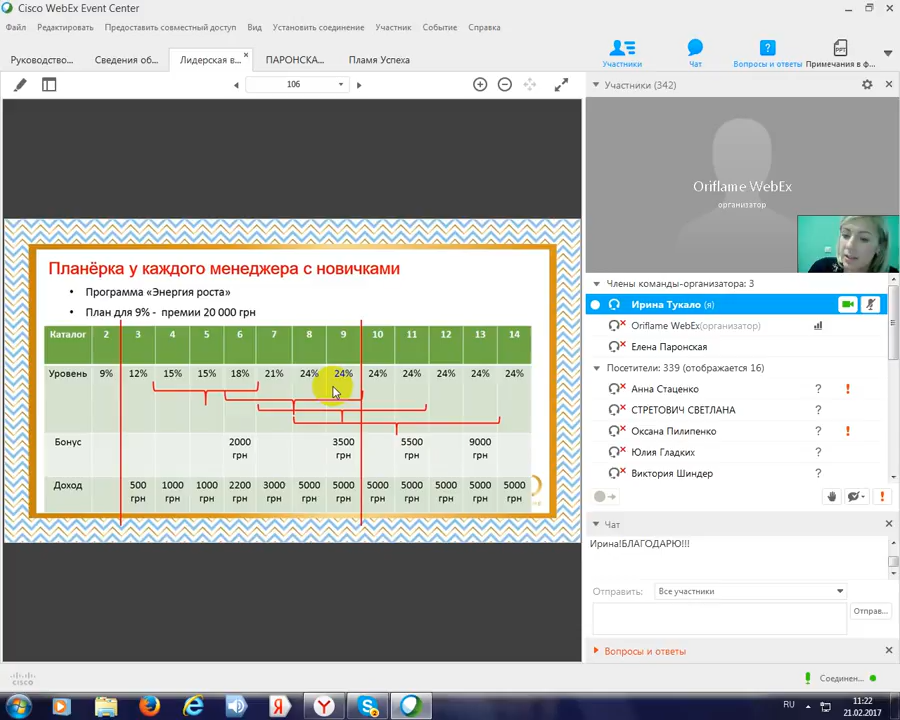 Cisco WebEx Event Center
Файл Редактировать Предоставить совместный доступ Вид Установить соединение Участник Событие Справка
Руководство... Сведения об... Лидерская в... ПАРОНСКА... Пламя Успеха
Участники Чат Вопросы и ответы Примечания в ф...
106
Участники (342)
Oriflame WebEx
организатор
Планёрка у каждого менеджера с новичками
• Программа «Энергия роста»
• План для 9% - премии 20 000 грн
Каталог 2 3 4 5 6 7 8 9 10 11 12 13 14
Уровень 9% 12% 15% 15% 18% 21% 24% 24% 24% 24% 24% 24% 24%
Бонус 2000 грн 3500 грн 5500 грн 9000 грн
Доход 500 грн 1000 грн 1000 грн 2200 грн 3000 грн 5000 грн 5000 грн 5000 грн 5000 грн 5000 грн 5000 грн 5000 грн
Члены команды-организатора: 3
Ирина Тукало (я)
Oriflame WebEx(организатор)
Елена Паронская
Посетители: 339 (отображается 16)
Анна Стаценко ? !
СТРЕТОВИЧ СВЕТЛАНА ?
Оксана Пилипенко ? !
Юлия Гладких ?
Виктория Шиндер ?
Чат
Ирина!БЛАГОДАРЮ!!!
Отправить: Все участники
Отправ...
Вопросы и ответы
CISCO
Соединен...
RU
11:22
21.02.2017